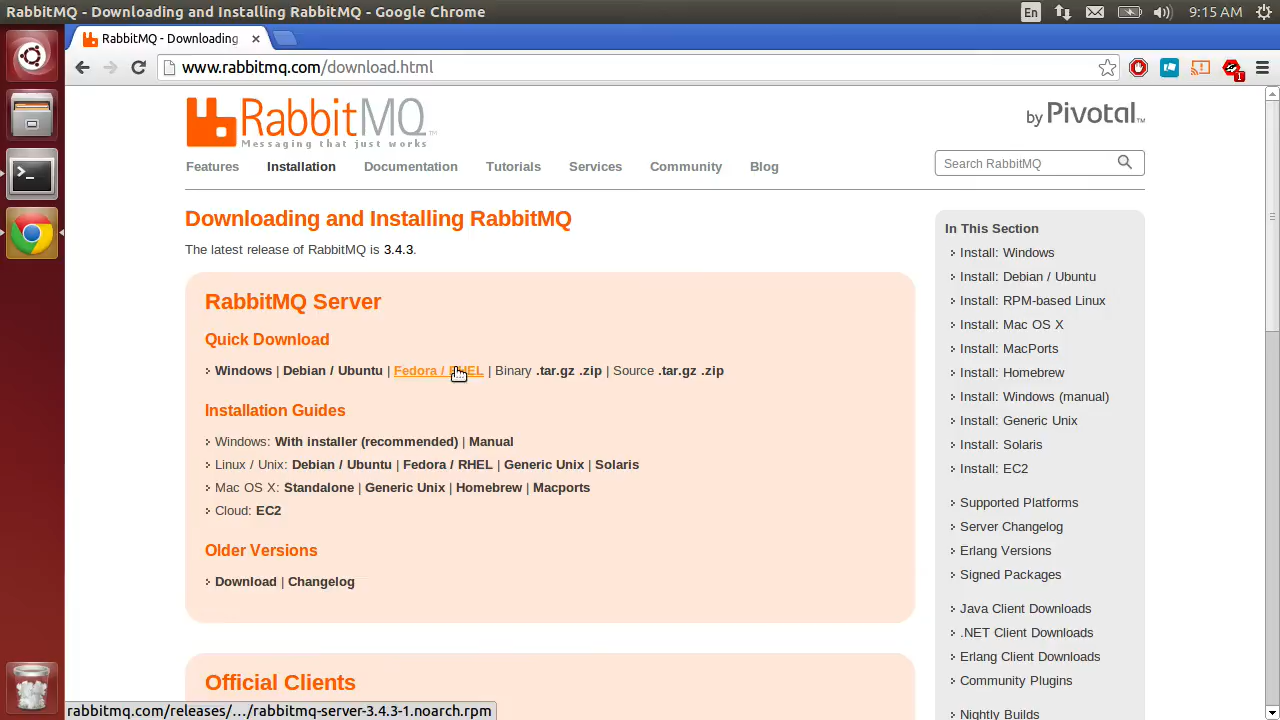 RabbitMQ - Downloading and Installing RabbitMQ - Google Chrome
En
9:15 AM
RabbitMQ - Downloading
www.rabbitmq.com/download.html
1
RabbitMQ™
Messaging that just works
by Pivotal™
Features Installation Documentation Tutorials Services Community Blog
Search RabbitMQ
Downloading and Installing RabbitMQ
The latest release of RabbitMQ is 3.4.3.
RabbitMQ Server
Quick Download
Windows | Debian / Ubuntu | Fedora / RHEL | Binary .tar.gz .zip | Source .tar.gz .zip
Installation Guides
Windows: With installer (recommended) | Manual
Linux / Unix: Debian / Ubuntu | Fedora / RHEL | Generic Unix | Solaris
Mac OS X: Standalone | Generic Unix | Homebrew | Macports
Cloud: EC2
Older Versions
Download | Changelog
Official Clients
In This Section
Install: Windows
Install: Debian / Ubuntu
Install: RPM-based Linux
Install: Mac OS X
Install: MacPorts
Install: Homebrew
Install: Windows (manual)
Install: Generic Unix
Install: Solaris
Install: EC2
Supported Platforms
Server Changelog
Erlang Versions
Signed Packages
Java Client Downloads
.NET Client Downloads
Erlang Client Downloads
Community Plugins
Nightly Builds
rabbitmq.com/releases/.../rabbitmq-server-3.4.3-1.noarch.rpm